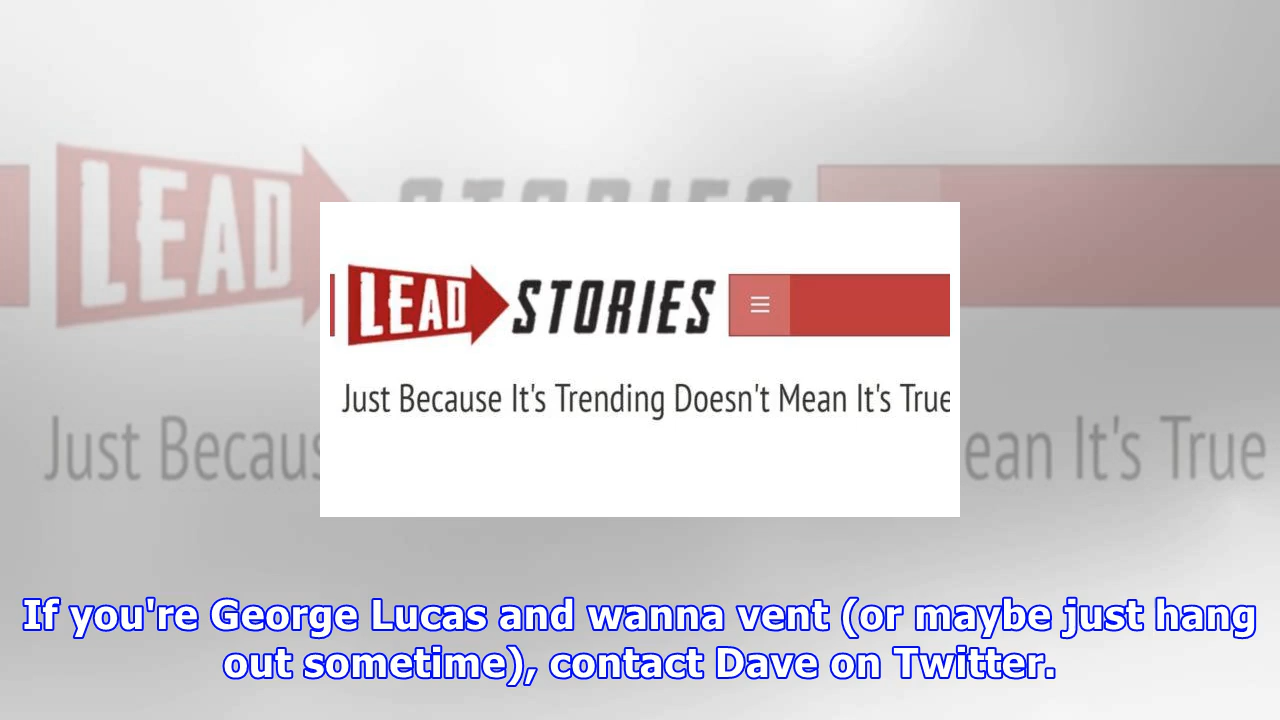 LEAD STORIES
Just Because It's Trending Doesn't Mean It's True
If you're George Lucas and wanna vent (or maybe just hang
out sometime), contact Dave on Twitter.